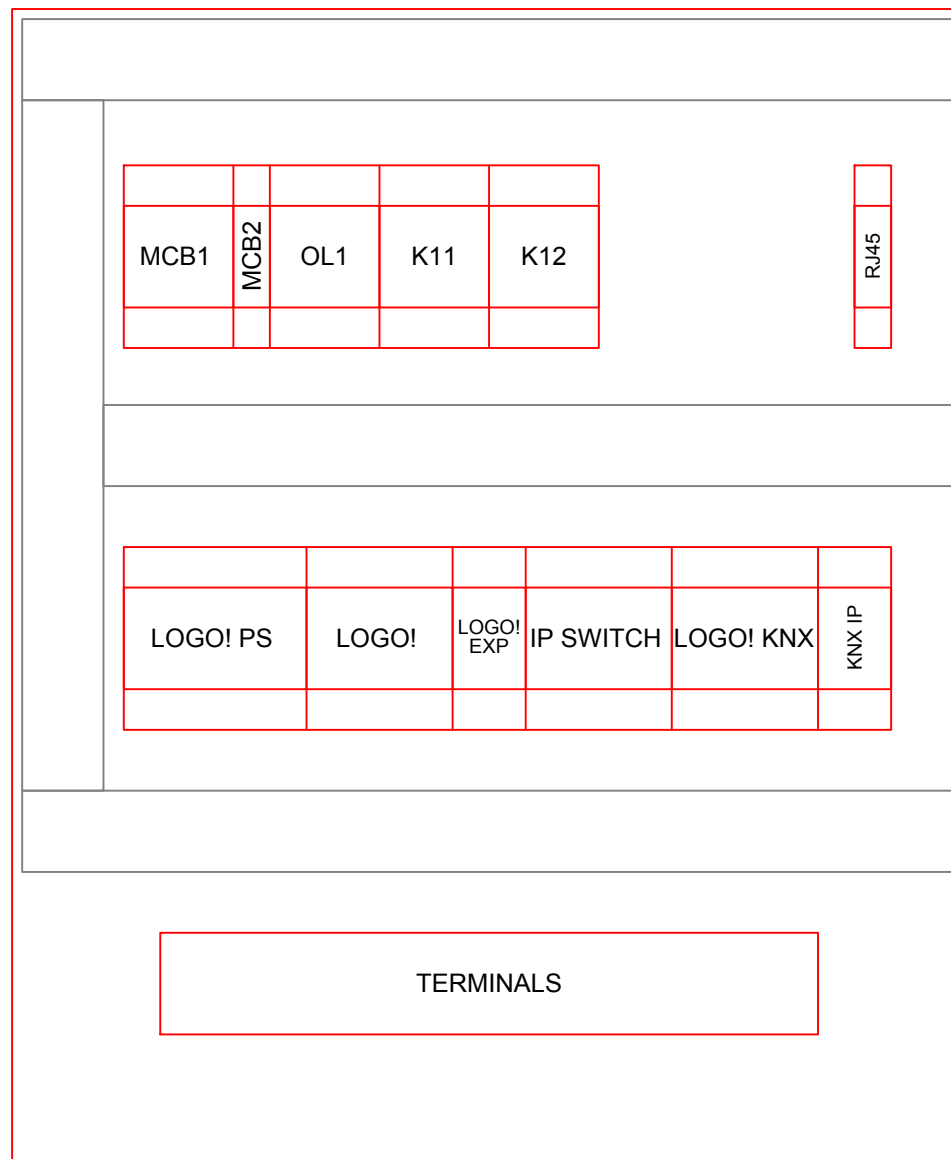 MCB1
MCB2
OL1
K11
K12
RJ45
LOGO! PS
LOGO!
LOGO!
EXP
IP SWITCH
LOGO! KNX
KNX IP
TERMINALS